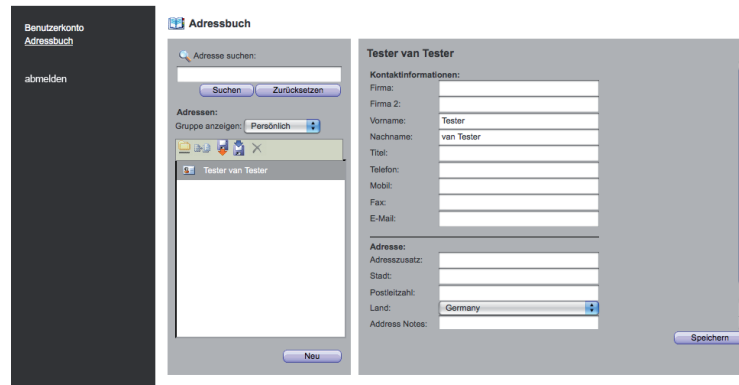 Benutzerkonto
Adressbuch
abmelden
Adressbuch
Adresse suchen:
Suchen
Zurücksetzen
Adressen:
Gruppe anzeigen:
Persönlich
Tester van Tester
Neu
Tester van Tester
Kontaktinformationen:
Firma:
Firma 2:
Vorname: Tester
Nachname: van Tester
Titel:
Telefon:
Mobil:
Fax:
E-Mail:
Adresse:
Adresszusatz:
Stadt:
Postleitzahl:
Land: Germany
Address Notes:
Speichern